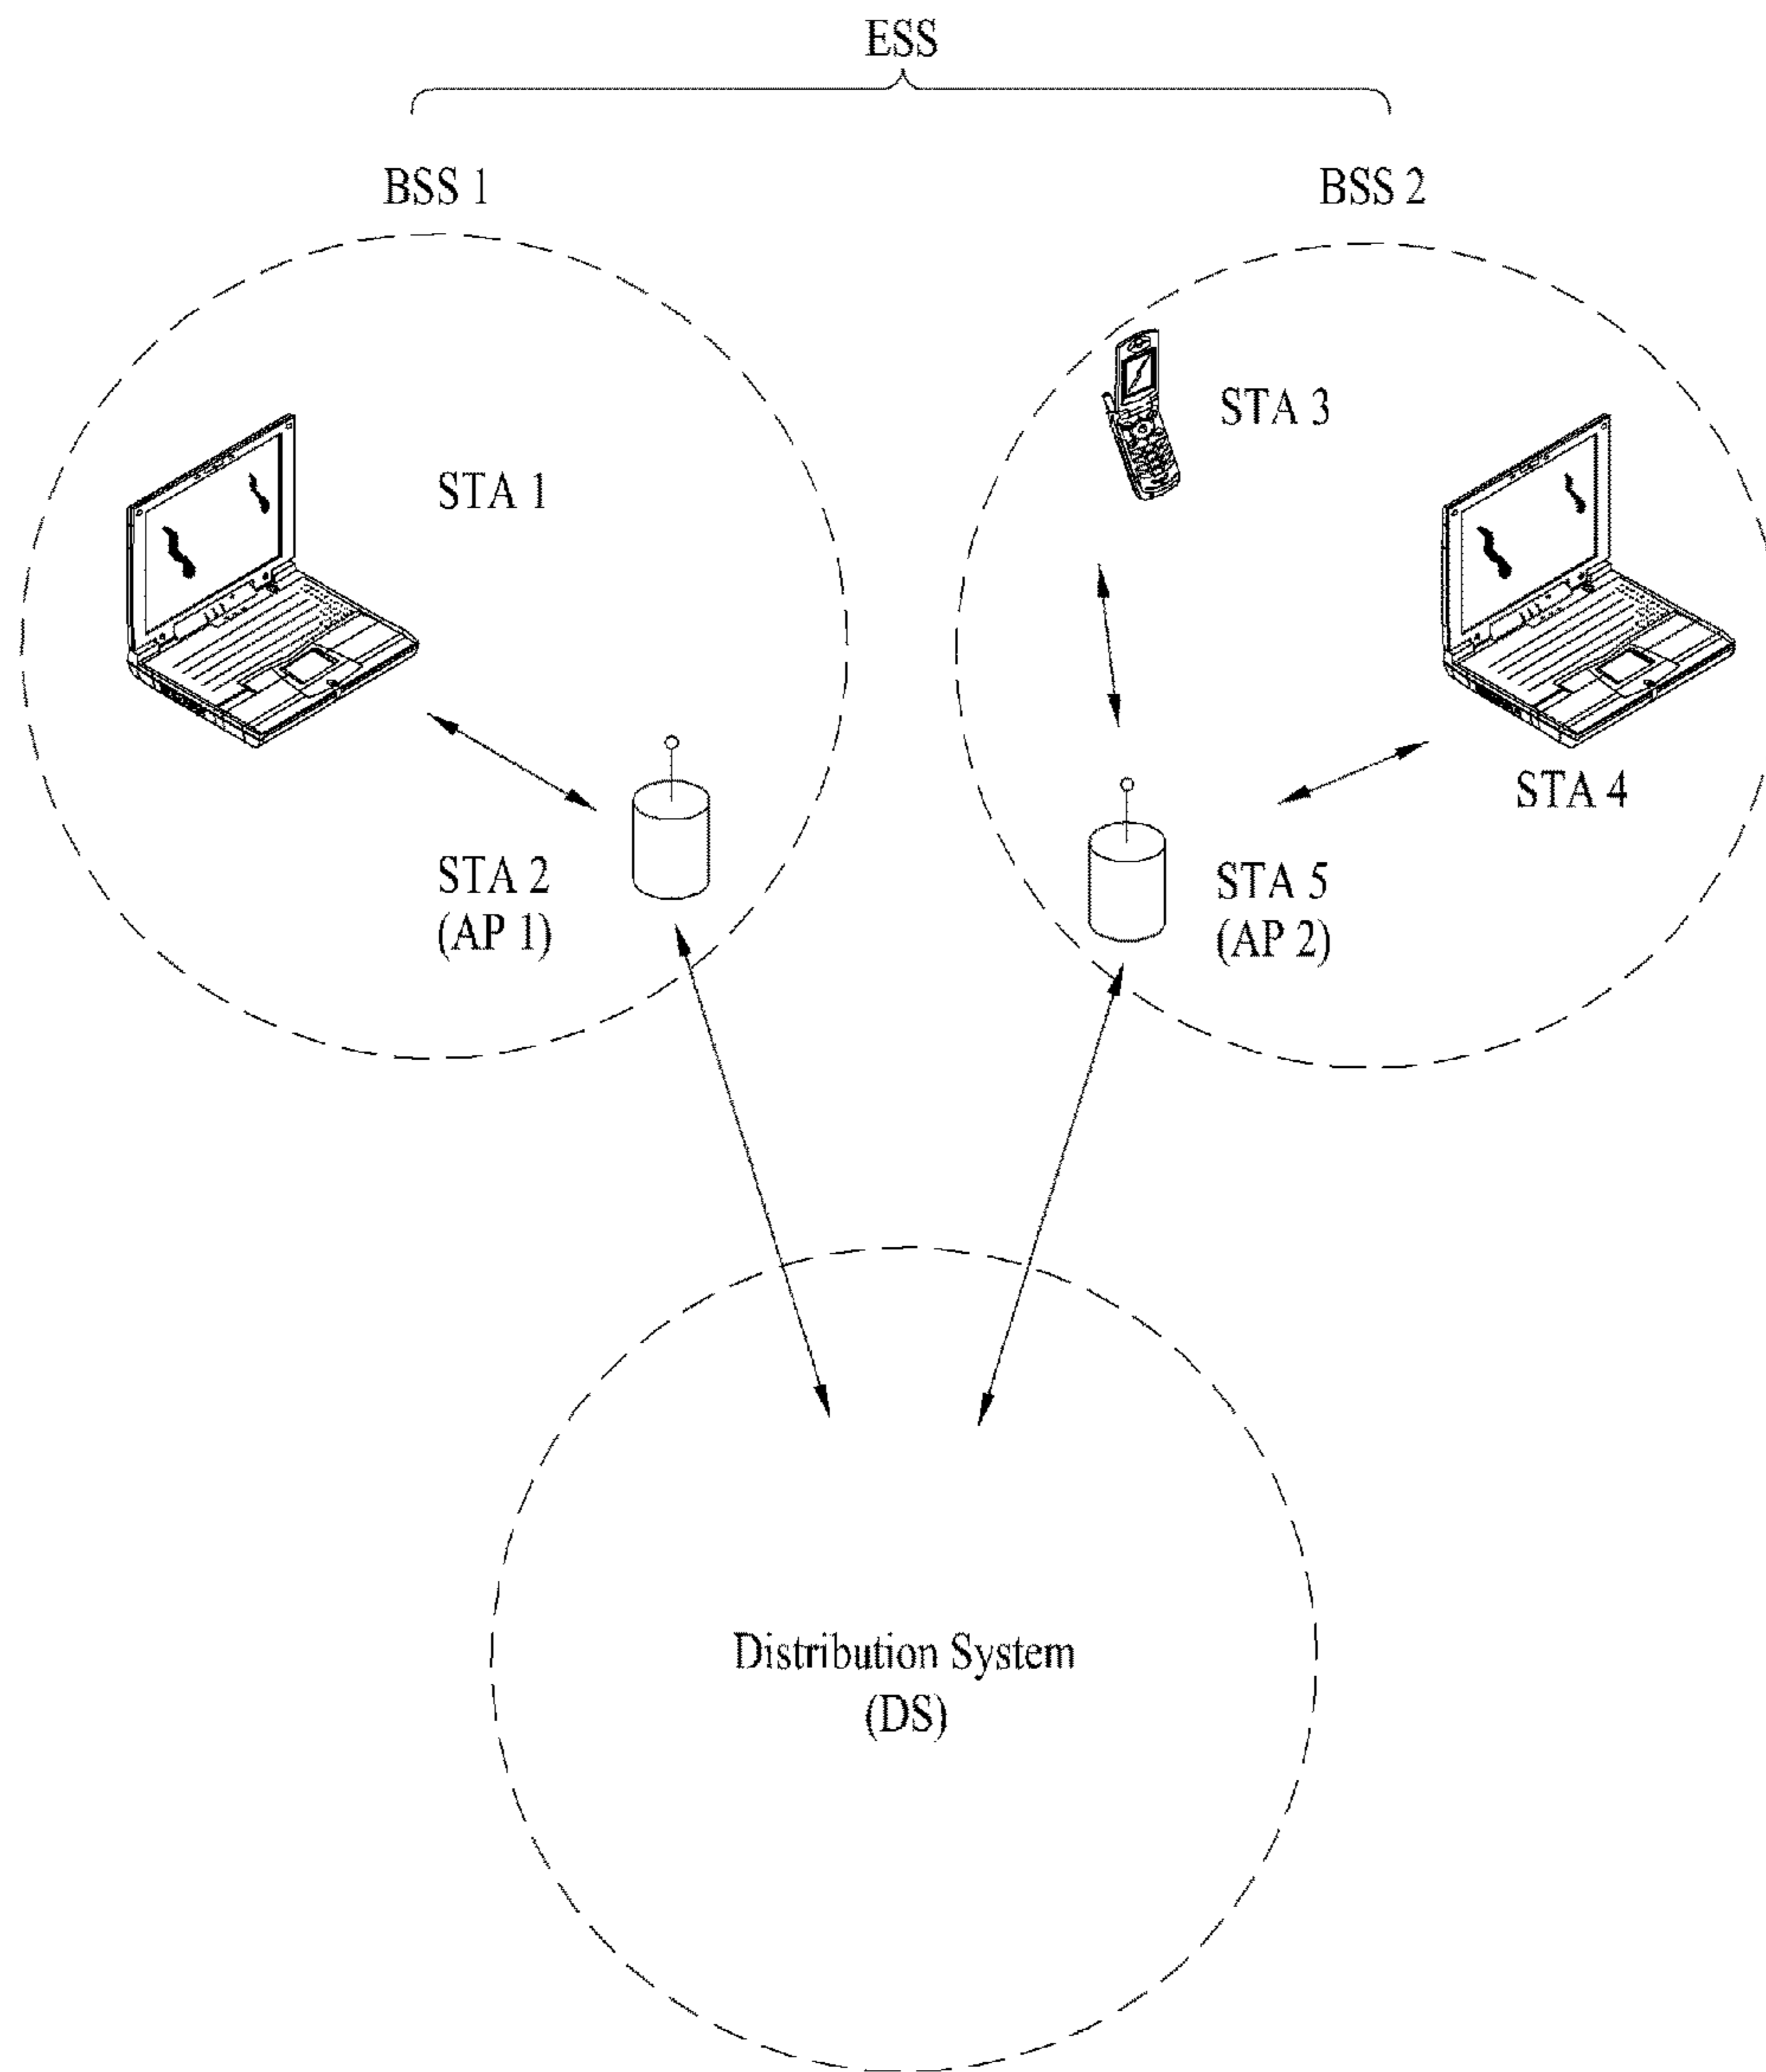 ESS
BSS 1
BSS 2
STA 1
STA 3
STA 4
STA 2
(AP 1)
STA 5
(AP 2)
Distribution System
(DS)